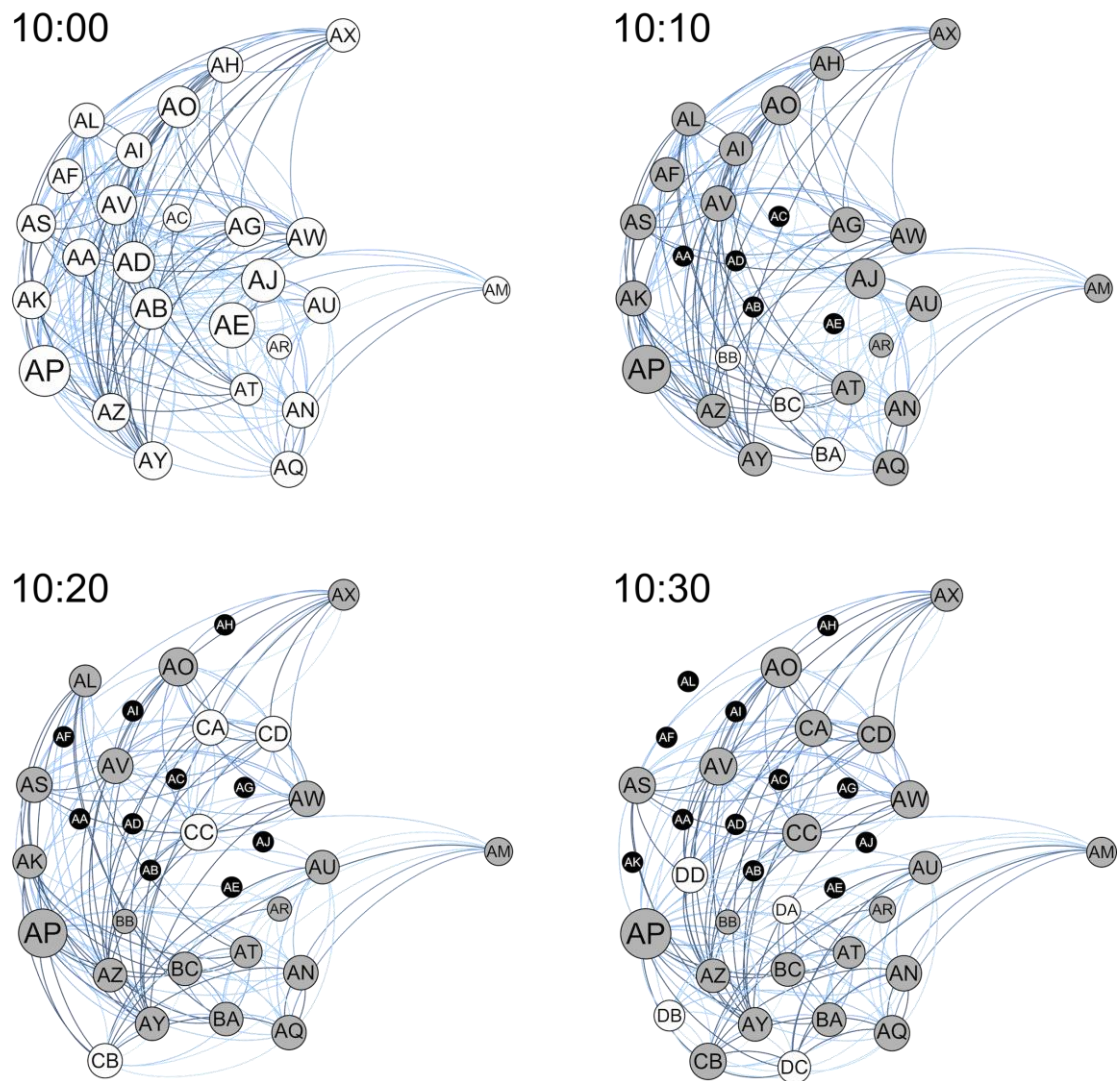 10:00
AX
AH
AO
AL
AI
AF
AV
AC
AS
AG
AW
AA
AD
AJ
AM
AK
AB
AU
AE
AR
AP
AT
AZ
AN
AY
AQ
10:10
AX
AH
AO
AL
AI
AF
AV
AC
AS
AG
AW
AA
AD
AJ
AM
AK
AB
AU
AE
AR
BB
AP
AT
BC
AZ
AN
BA
AY
AQ
10:20
AX
AH
AO
AL
AI
CA
CD
AF
AV
AC
AS
AG
AW
AA
AD
CC
AJ
AM
AK
AB
AU
AE
AR
BB
AP
AT
BC
AZ
AN
BA
AY
AQ
CB
10:30
AX
AH
AO
AL
AI
CA
CD
AF
AV
AC
AS
AG
AW
AA
AD
CC
AJ
AM
AK
AB
AU
DD
AE
DA
AR
BB
AP
AT
BC
AZ
AN
DB
AY
BA
AQ
CB
DC